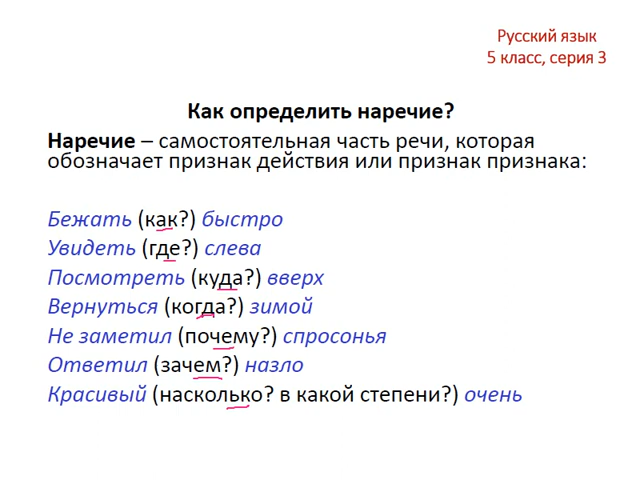 Русский язык
5 класс, серия 3
Как определить наречие?
Наречие – самостоятельная часть речи, которая
обозначает признак действия или признак признака:
Бежать (как?) быстро
Увидеть (где?) слева
Посмотреть (куда?) вверх
Вернуться (когда?) зимой
Не заметил (почему?) спросонья
Ответил (зачем?) назло
Красивый (насколько? в какой степени?) очень